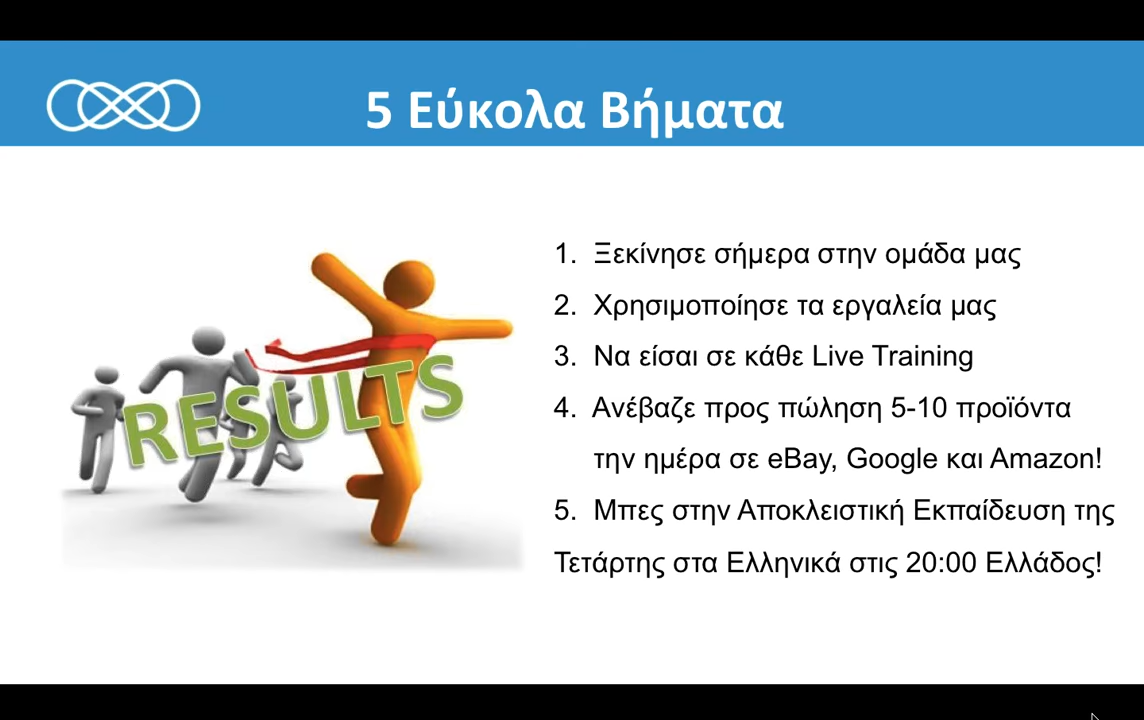 5 Εύκολα Βήματα
RESULTS
1. Ξεκίνησε σήμερα στην ομάδα μας
2. Χρησιμοποίησε τα εργαλεία μας
3. Να είσαι σε κάθε Live Training
4. Ανέβαζε προς πώληση 5-10 προϊόντα
την ημέρα σε eBay, Google και Amazon!
5. Μπες στην Αποκλειστική Εκπαίδευση της
Τετάρτης στα Ελληνικά στις 20:00 Ελλάδος!